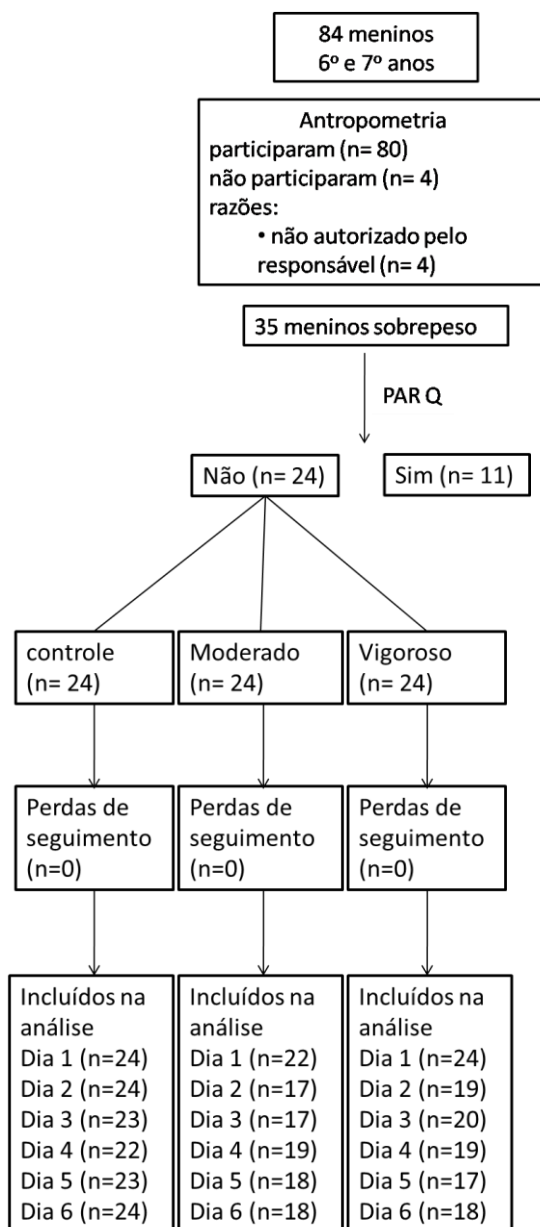 84 meninos
6º e 7º anos
Antropometria
participaram (n= 80)
não participaram (n= 4)
razões:
• não autorizado pelo
responsável (n= 4)
35 meninos sobrepeso
PAR Q
Não (n= 24)
Sim (n= 11)
controle
(n= 24)
Moderado
(n= 24)
Vigoroso
(n= 24)
Perdas de
seguimento
(n=0)
Perdas de
seguimento
(n=0)
Perdas de
seguimento
(n=0)
Incluídos na
análise
Dia 1 (n=24)
Dia 2 (n=24)
Dia 3 (n=23)
Dia 4 (n=22)
Dia 5 (n=23)
Dia 6 (n=24)
Incluídos na
análise
Dia 1 (n=22)
Dia 2 (n=17)
Dia 3 (n=17)
Dia 4 (n=19)
Dia 5 (n=18)
Dia 6 (n=18)
Incluídos na
análise
Dia 1 (n=24)
Dia 2 (n=19)
Dia 3 (n=20)
Dia 4 (n=19)
Dia 5 (n=17)
Dia 6 (n=18)